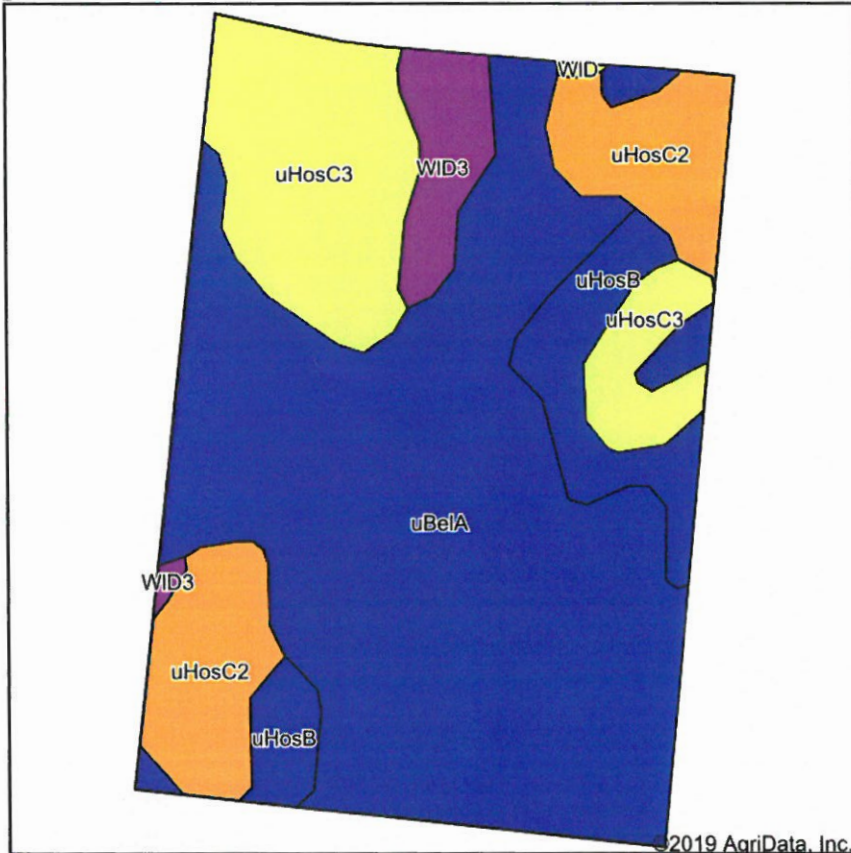 WID
uHosC2
uHosC3
WID3
uHosB
uHosC3
uBelA
WID3
uHosC2
uHosB
©2019 AgriData, Inc.